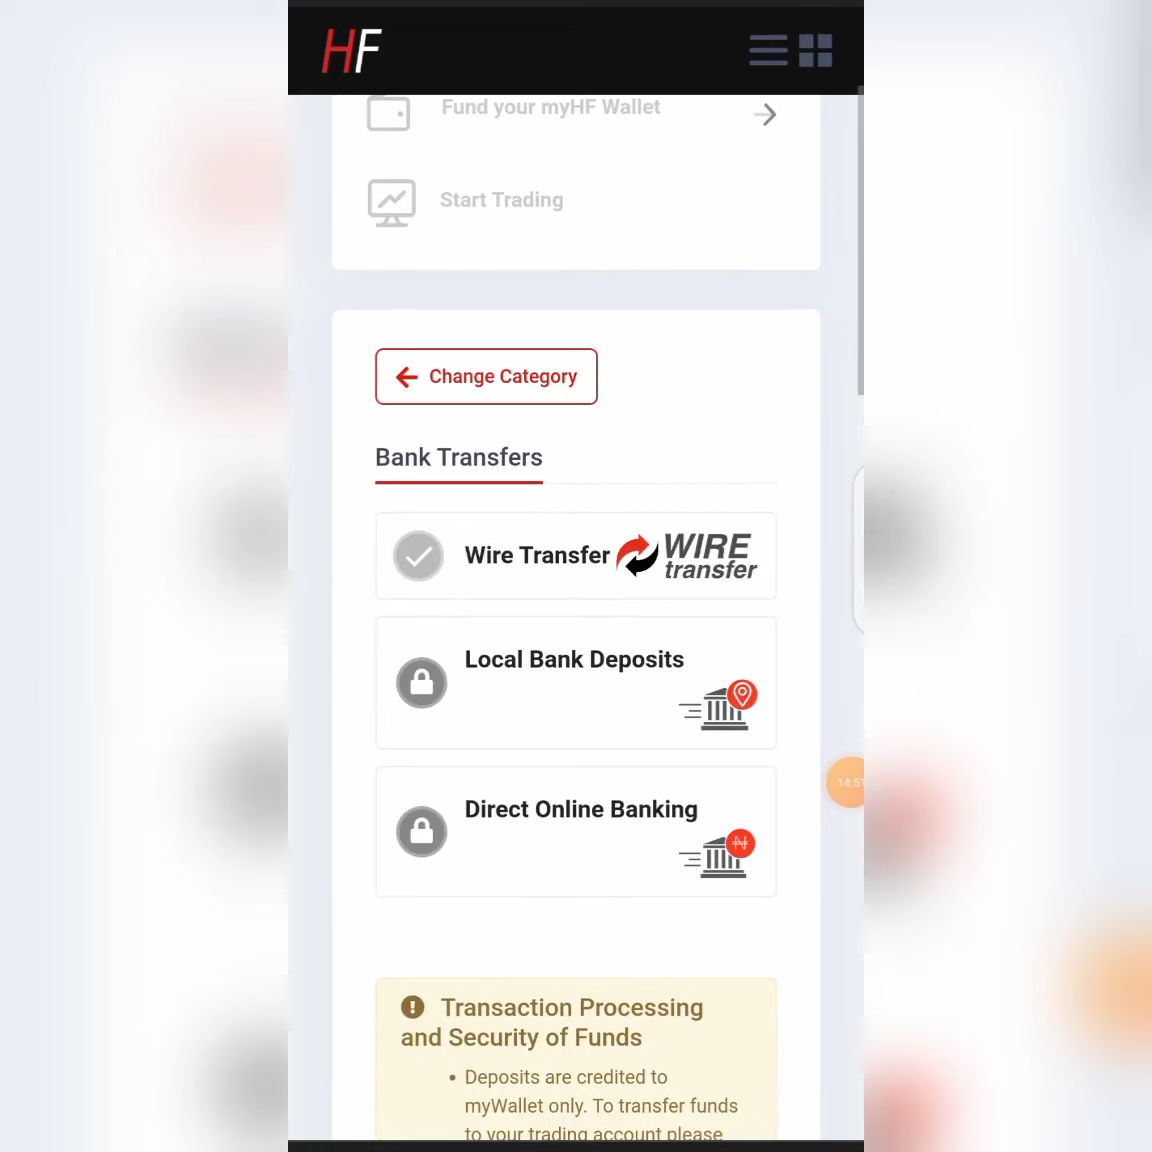 HF
Fund your myHF Wallet
Start Trading
Change Category
Bank Transfers
Wire Transfer
WIRE
transfer
Local Bank Deposits
Direct Online Banking
₦
Transaction Processing
and Security of Funds
• Deposits are credited to
myWallet only. To transfer funds
to your trading account please